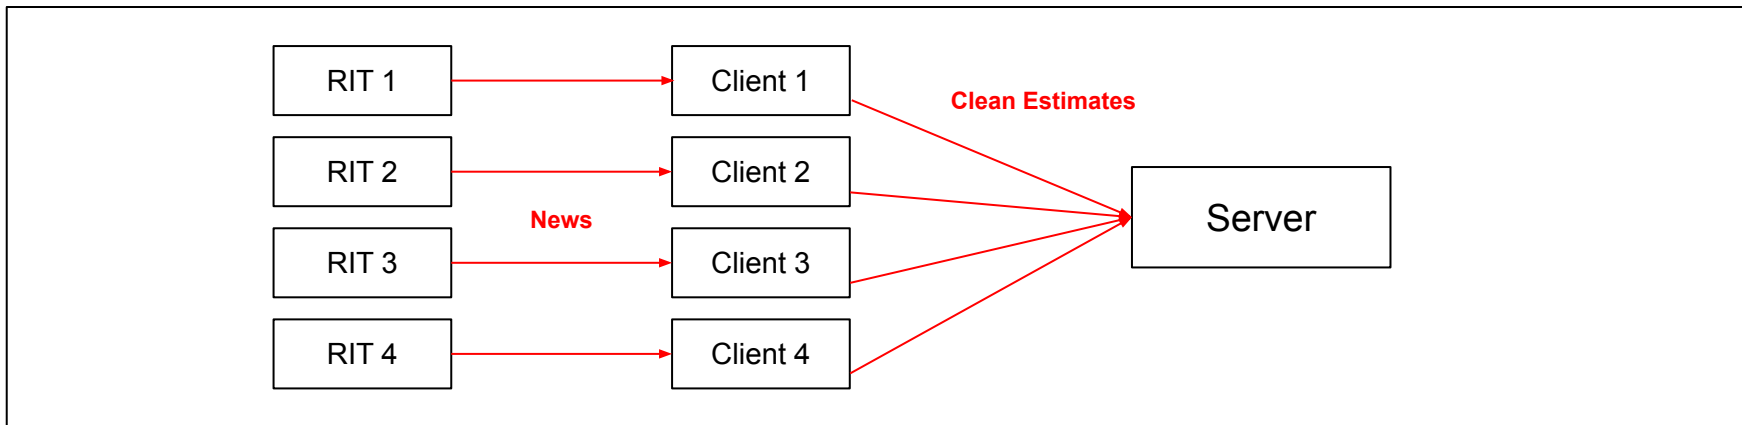 RIT 1
Client 1
Clean Estimates
RIT 2
Client 2
Server
News
RIT 3
Client 3
RIT 4
Client 4